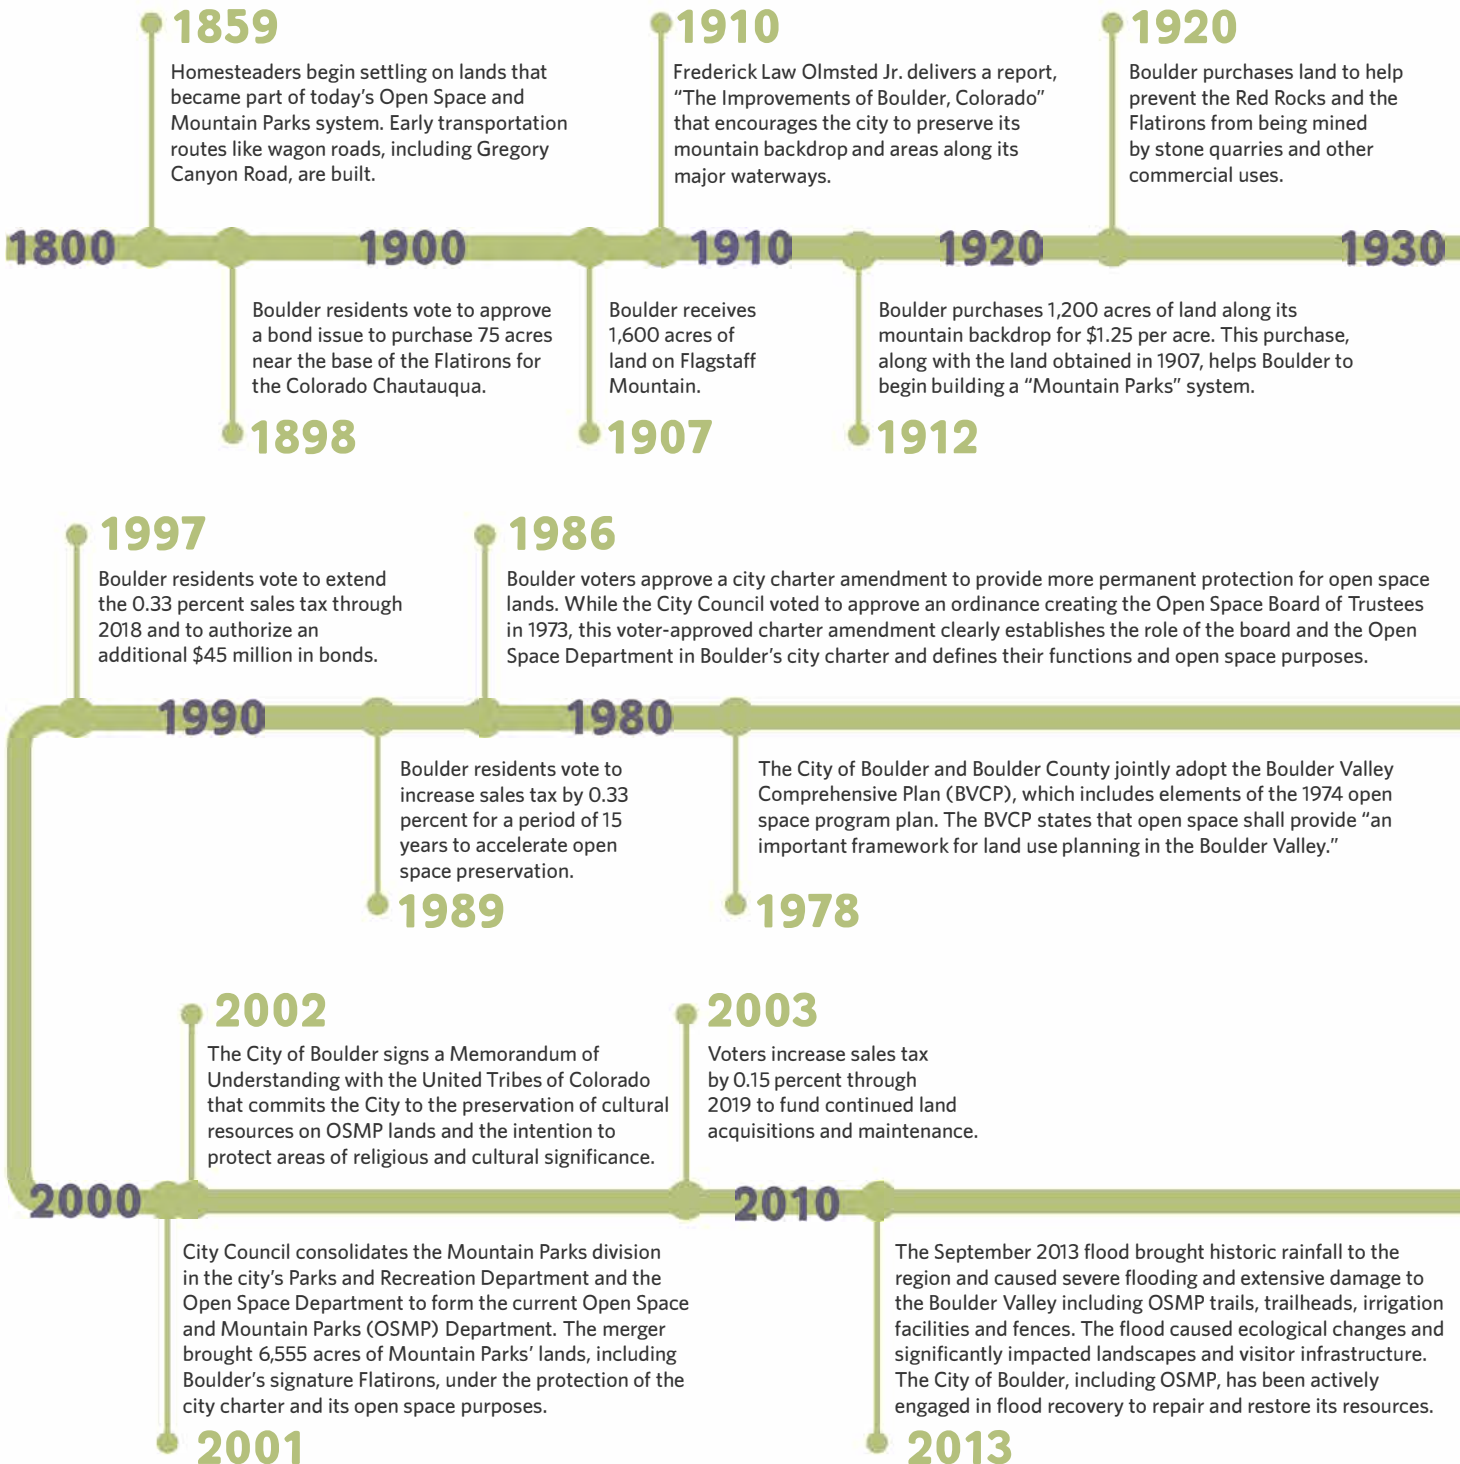 1859
Homesteaders begin settling on lands that
became part of today's Open Space and
Mountain Parks system. Early transportation
routes like wagon roads, including Gregory
Canyon Road, are built.
1910
Frederick Law Olmsted Jr. delivers a report,
“The Improvements of Boulder, Colorado”
that encourages the city to preserve its
mountain backdrop and areas along its
major waterways.
1920
Boulder purchases land to help
prevent the Red Rocks and the
Flatirons from being mined
by stone quarries and other
commercial uses.
1800 1900 1910 1920 1930
Boulder residents vote to approve
a bond issue to purchase 75 acres
near the base of the Flatirons for
the Colorado Chautauqua.
1898
Boulder receives
1,600 acres of
land on Flagstaff
Mountain.
1907
Boulder purchases 1,200 acres of land along its
mountain backdrop for $1.25 per acre. This purchase,
along with the land obtained in 1907, helps Boulder to
begin building a “Mountain Parks” system.
1912
1997
Boulder residents vote to extend
the 0.33 percent sales tax through
2018 and to authorize an
additional $45 million in bonds.
1986
Boulder voters approve a city charter amendment to provide more permanent protection for open space
lands. While the City Council voted to approve an ordinance creating the Open Space Board of Trustees
in 1973, this voter-approved charter amendment clearly establishes the role of the board and the Open
Space Department in Boulder's city charter and defines their functions and open space purposes.
1990 1980
Boulder residents vote to
increase sales tax by 0.33
percent for a period of 15
years to accelerate open
space preservation.
1989
The City of Boulder and Boulder County jointly adopt the Boulder Valley
Comprehensive Plan (BVCP), which includes elements of the 1974 open
space program plan. The BVCP states that open space shall provide “an
important framework for land use planning in the Boulder Valley.”
1978
2002
The City of Boulder signs a Memorandum of
Understanding with the United Tribes of Colorado
that commits the City to the preservation of cultural
resources on OSMP lands and the intention to
protect areas of religious and cultural significance.
2003
Voters increase sales tax
by 0.15 percent through
2019 to fund continued land
acquisitions and maintenance.
2000 2010
City Council consolidates the Mountain Parks division
in the city's Parks and Recreation Department and the
Open Space Department to form the current Open Space
and Mountain Parks (OSMP) Department. The merger
brought 6,555 acres of Mountain Parks' lands, including
Boulder's signature Flatirons, under the protection of the
city charter and its open space purposes.
2001
The September 2013 flood brought historic rainfall to the
region and caused severe flooding and extensive damage to
the Boulder Valley including OSMP trails, trailheads, irrigation
facilities and fences. The flood caused ecological changes and
significantly impacted landscapes and visitor infrastructure.
The City of Boulder, including OSMP, has been actively
engaged in flood recovery to repair and restore its resources.
2013